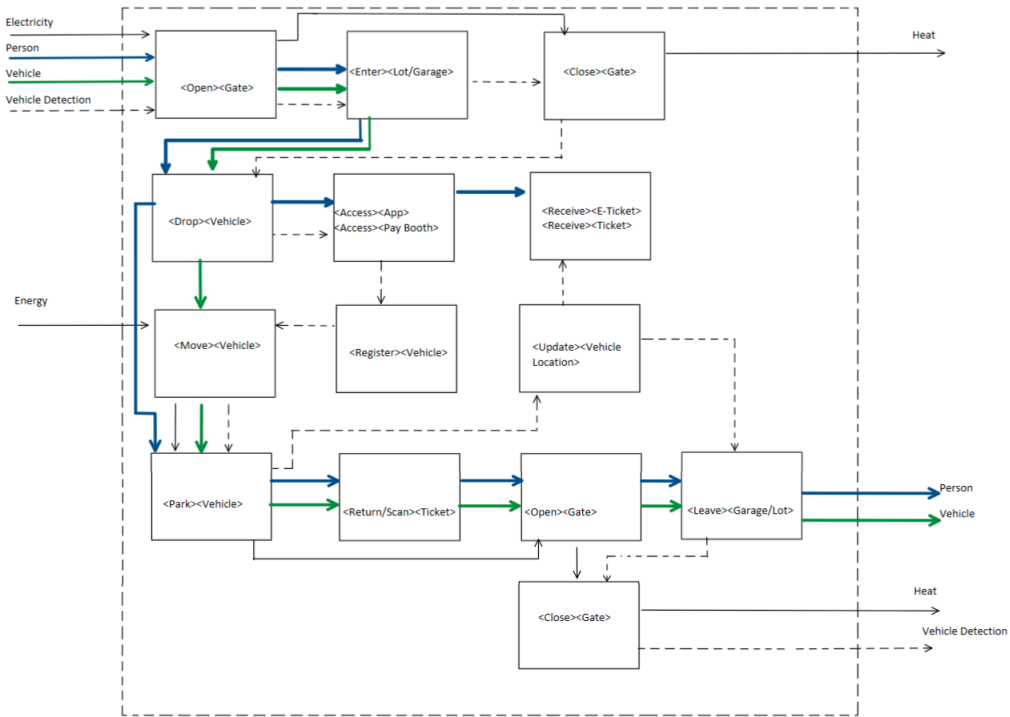 Electricity
Person
Vehicle
Vehicle Detection
<Open><Gate>
<Enter><Lot/Garage>
<Close><Gate>
Heat
<Drop><Vehicle>
<Access><App>
<Access><Pay Booth>
<Receive><E-Ticket>
<Receive><Ticket>
Energy
<Move><Vehicle>
<Register><Vehicle>
<Update><Vehicle
Location>
<Park><Vehicle>
<Return/Scan><Ticket>
<Open><Gate>
<Leave><Garage/Lot>
Person
Vehicle
<Close><Gate>
Heat
Vehicle Detection